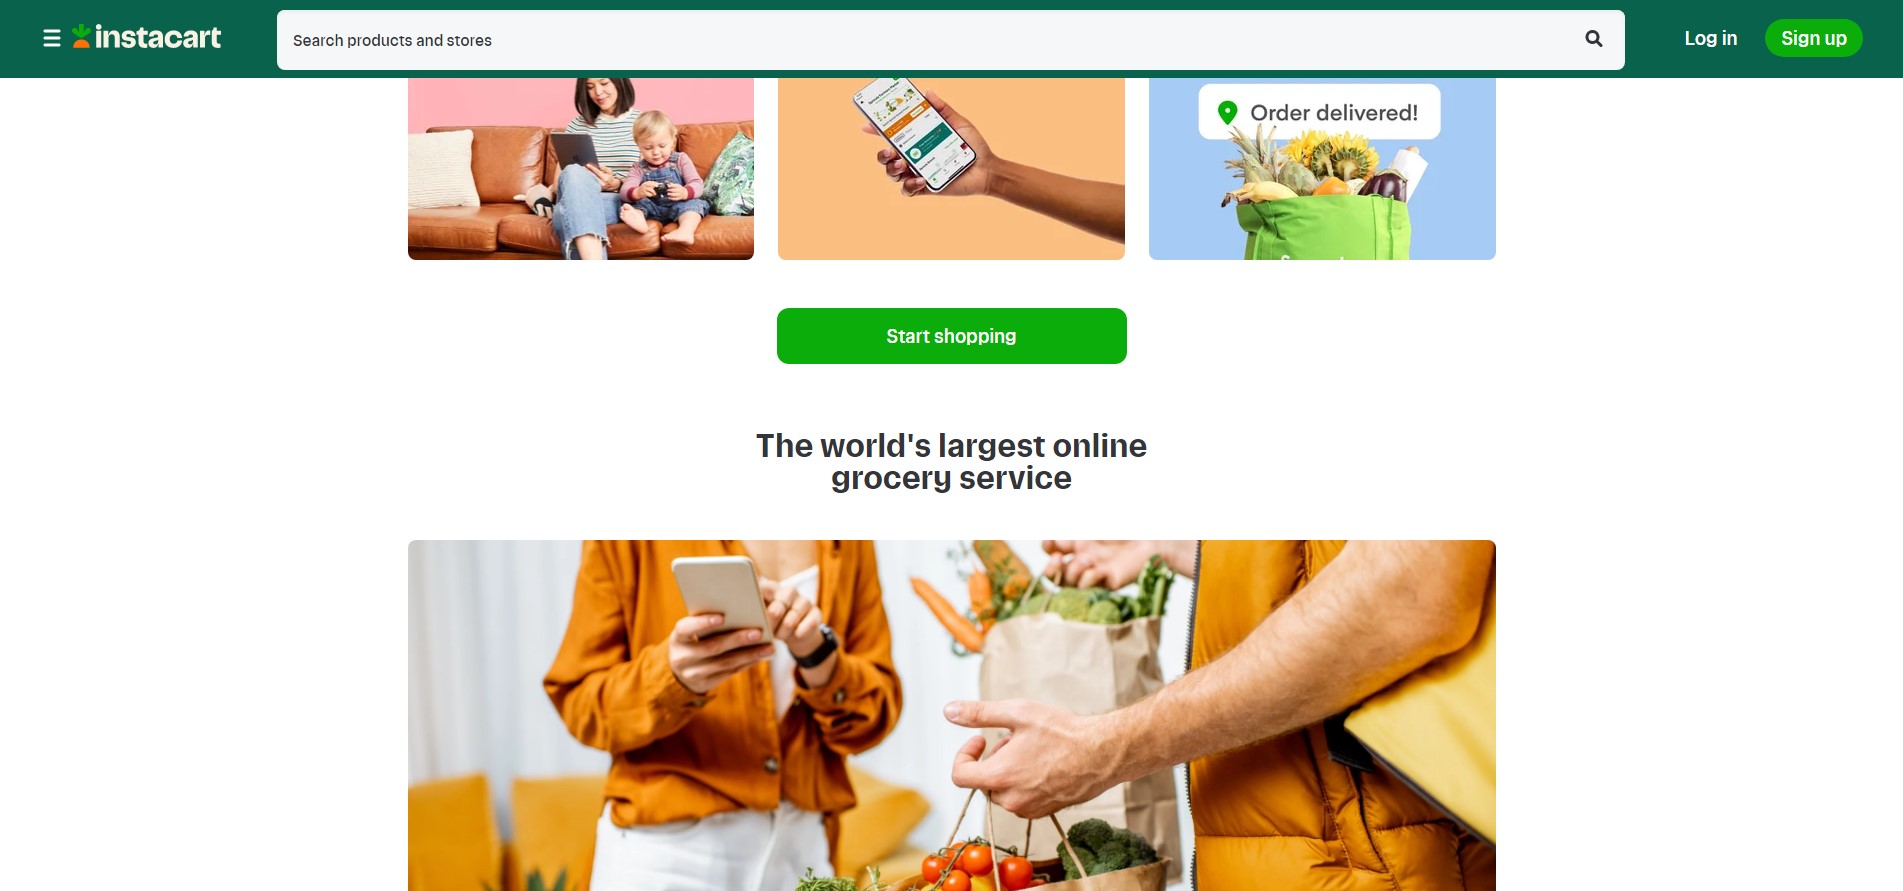 instacart
Search products and stores
Log in
Sign up
Order delivered!
Start shopping
The world's largest online
grocery service